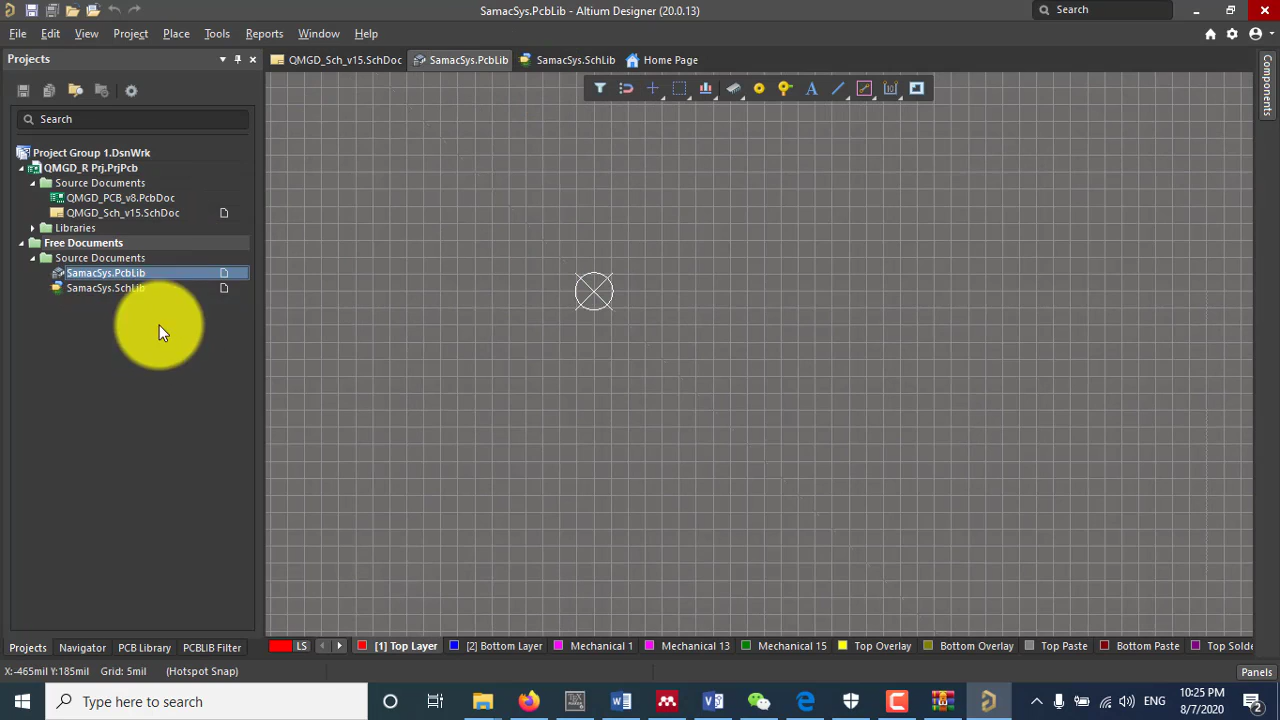 SamacSys.PcbLib - Altium Designer (20.0.13)
Search
File Edit View Project Place Tools Reports Window Help
Projects
QMGD_Sch_v15.SchDoc SamacSys.PcbLib SamacSys.SchLib Home Page
Components
Search
Project Group 1.DsnWrk
QMGD_R Prj.PrjPcb
Source Documents
QMGD_PCB_v8.PcbDoc
QMGD_Sch_v15.SchDoc
Libraries
Free Documents
Source Documents
SamacSys.PcbLib
SamacSys.SchLib
LS [1] Top Layer [2] Bottom Layer Mechanical 1 Mechanical 13 Mechanical 15 Top Overlay Bottom Overlay Top Paste Bottom Paste Top Solde
Projects Navigator PCB Library PCBLIB Filter
X:-465mil Y:185mil Grid: 5mil (Hotspot Snap)
Panels
Type here to search
ENG
10:25 PM
8/7/2020
2